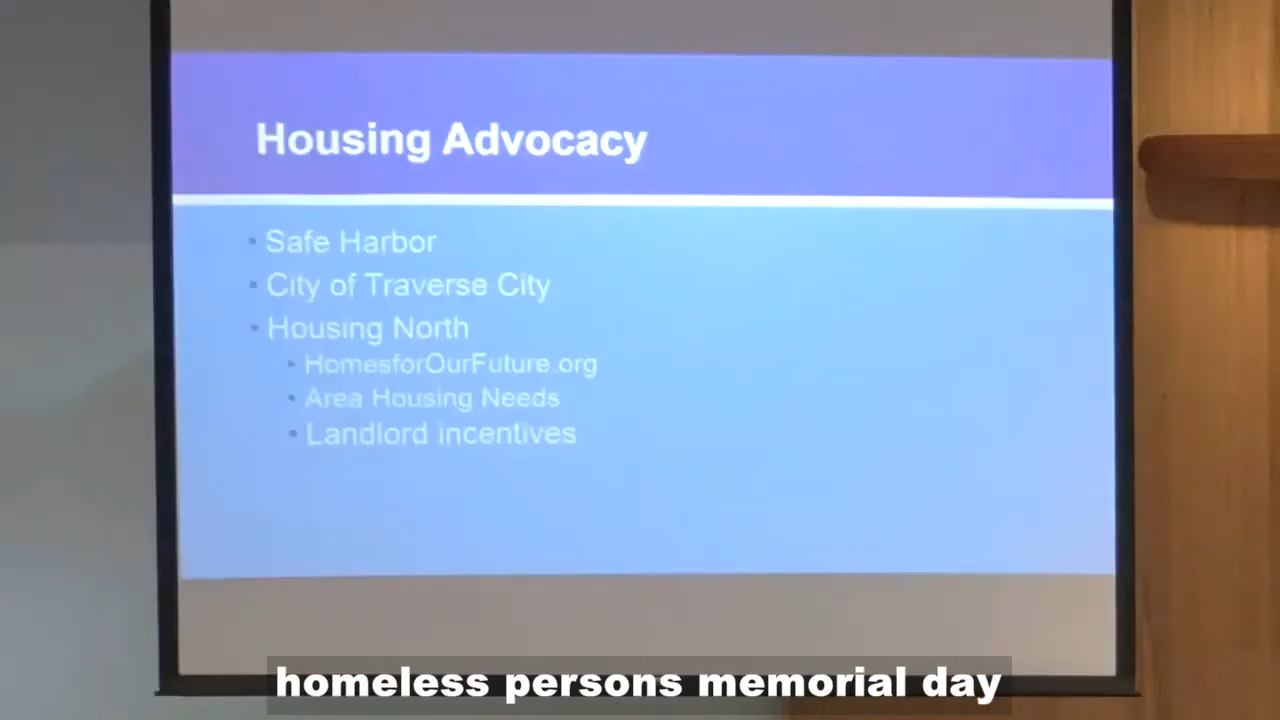 Housing Advocacy
Safe Harbor
City of Traverse City
Housing North
HomesforOurFuture.org
Area Housing Needs
Landlord incentives
homeless persons memorial day